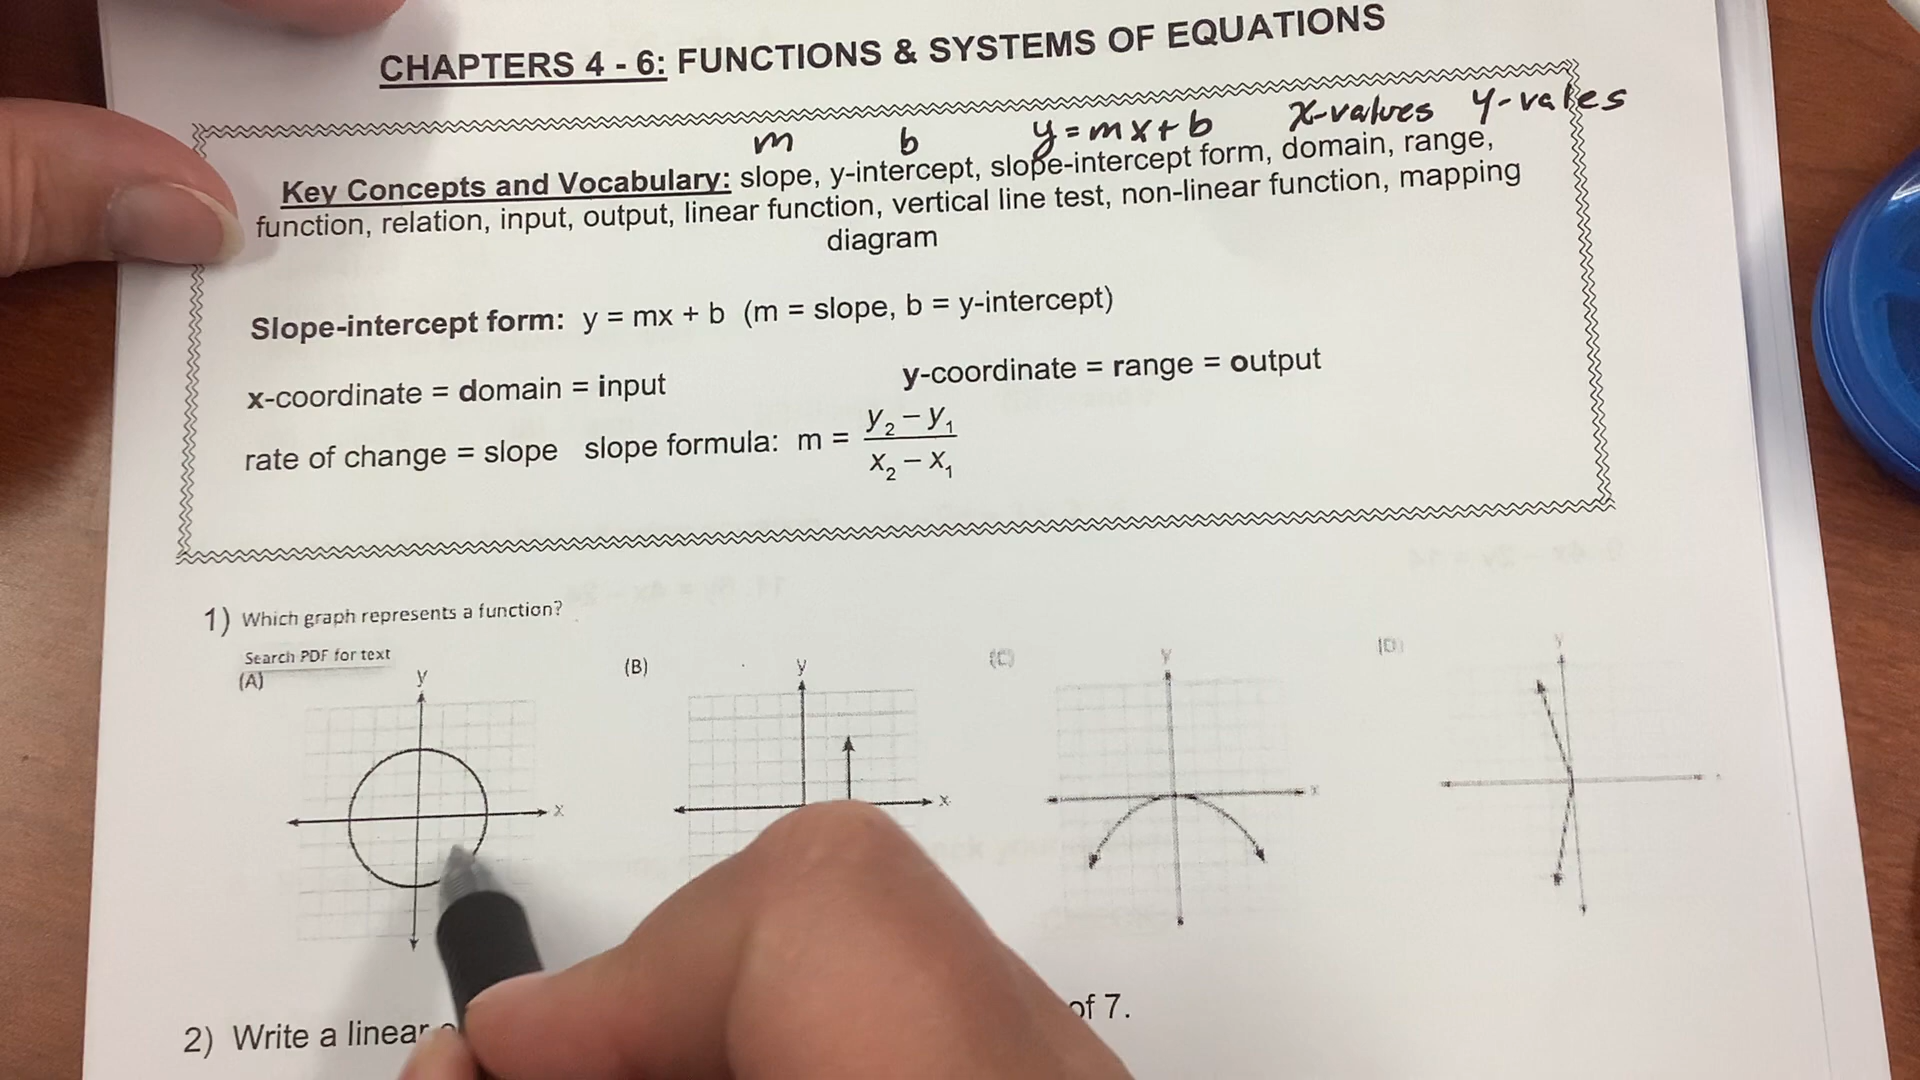 CHAPTERS 4 - 6: FUNCTIONS & SYSTEMS OF EQUATIONS
m b y=mx+b x-values y-vales
Key Concepts and Vocabulary: slope, y-intercept, slope-intercept form, domain, range,
function, relation, input, output, linear function, vertical line test, non-linear function, mapping
diagram
Slope-intercept form: y = mx + b (m = slope, b = y-intercept)
x-coordinate = domain = input y-coordinate = range = output
rate of change = slope slope formula: m = y₂ – y₁ / x₂ – x₁
1) Which graph represents a function?
Search PDF for text
(A) (B) (C) (D)
y y y y
x x x
2) Write a linear of 7.